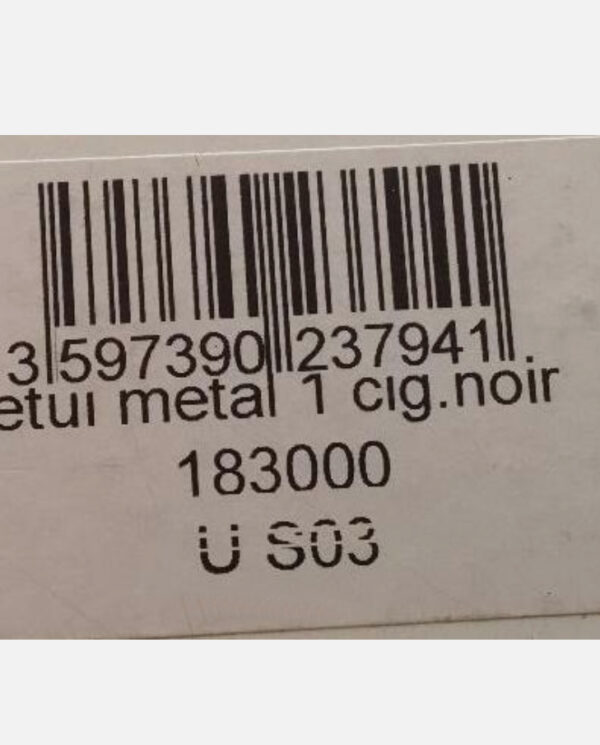 3 597390 237941
etui metal 1 cig.noir
183000
U S03